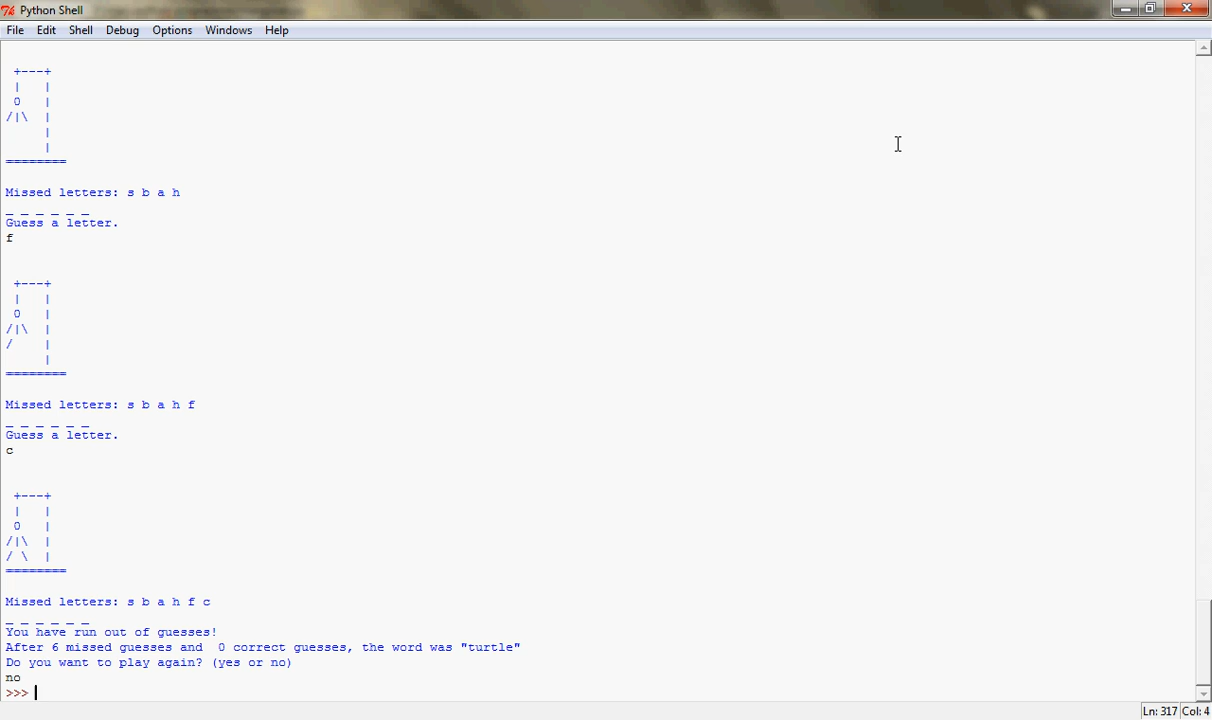 Python Shell
File Edit Shell Debug Options Windows Help
 +---+
 |   |
 0   |
/|\  |
     |
     |
========
Missed letters: s b a h
_ _ _ _ _ _
Guess a letter.
f
 +---+
 |   |
 0   |
/|\  |
/    |
     |
========
Missed letters: s b a h f
_ _ _ _ _ _
Guess a letter.
c
 +---+
 |   |
 0   |
/|\  |
/ \  |
========
Missed letters: s b a h f c
_ _ _ _ _ _
You have run out of guesses!
After 6 missed guesses and  0 correct guesses, the word was "turtle"
Do you want to play again? (yes or no)
no
>>>
Ln: 317 Col: 4